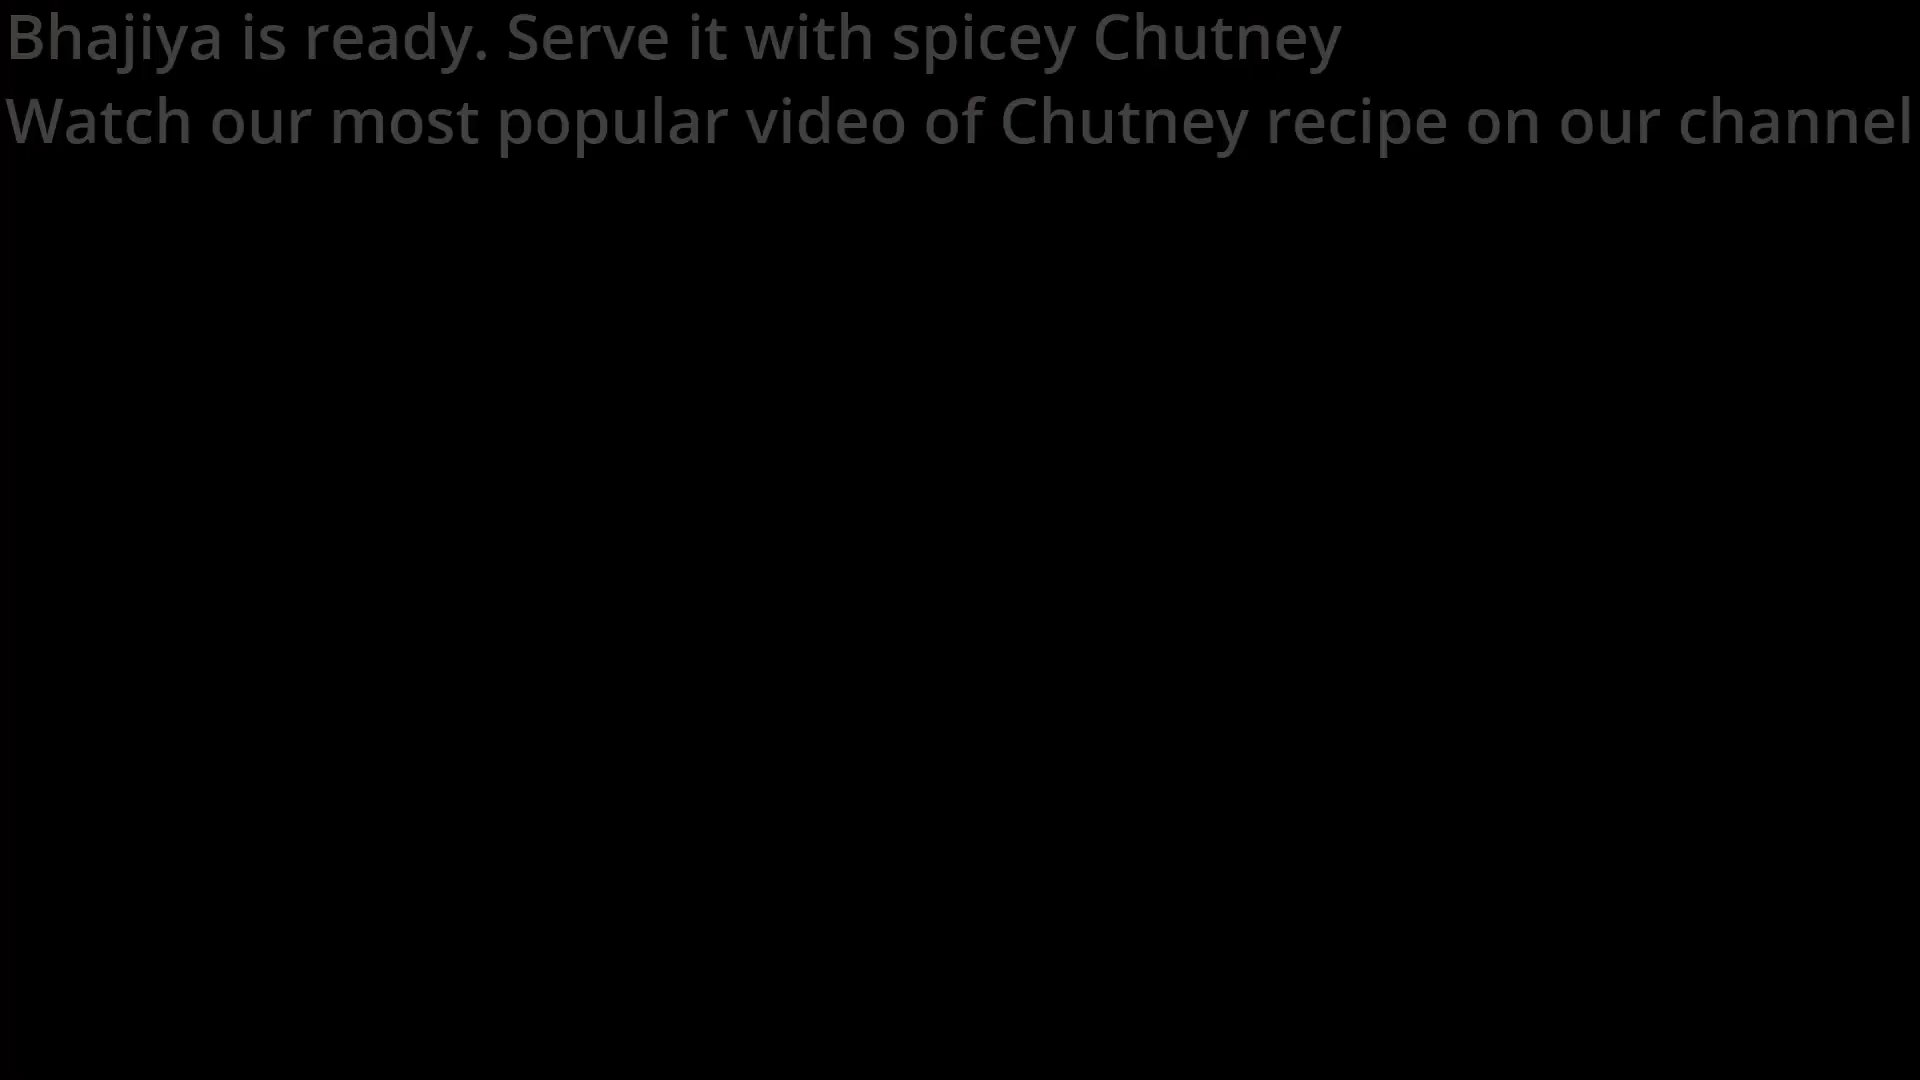 Bhajiya is ready. Serve it with spicey Chutney
Watch our most popular video of Chutney recipe on our channel